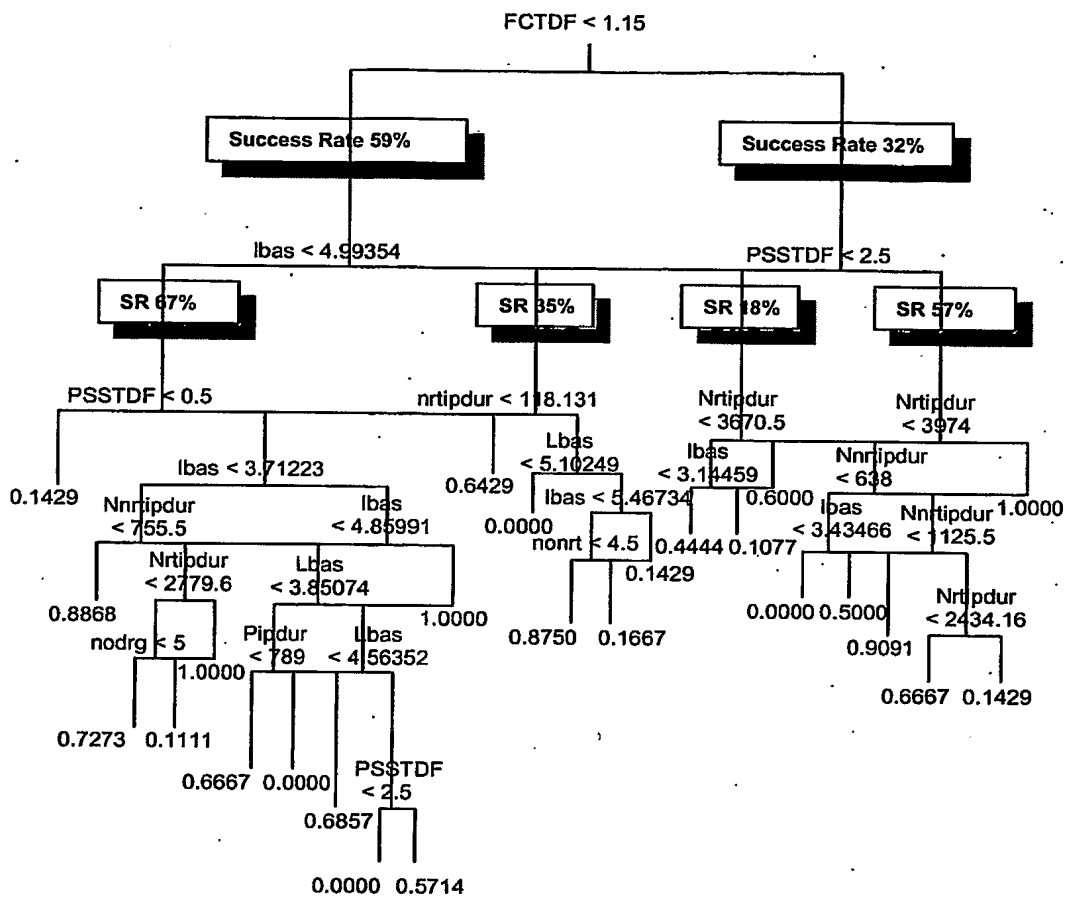 FCTDF < 1.15
Success Rate 59%
Success Rate 32%
lbas < 4.99354
PSSTDF < 2.5
SR 67%
SR 35%
SR 18%
SR 57%
PSSTDF < 0.5
nrtipdur < 118.131
Nrtipdur
< 3670.5
Nrtipdur
< 3974
0.1429
lbas < 3.71223
0.6429
Lbas
< 5.10249
lbas
< 3.14459
0.6000
Nnrtipdur
< 638
1.0000
Nnrtipdur
< 755.5
lbas
< 4.85991
0.0000
lbas < 5.46734
nonrt < 4.5
0.1429
0.4444
0.1077
lbas
< 3.43466
Nnrtipdur
< 1125.5
0.8868
Nrtipdur
< 2779.6
Lbas
< 3.85074
1.0000
0.8750
0.1667
0.0000
0.5000
0.9091
Nrtipdur
< 2434.16
nodrg < 5
1.0000
Pipdur
< 789
Lbas
< 4.56352
0.6667
0.1429
0.7273
0.1111
0.6667
0.0000
0.6857
PSSTDF
< 2.5
0.0000
0.5714